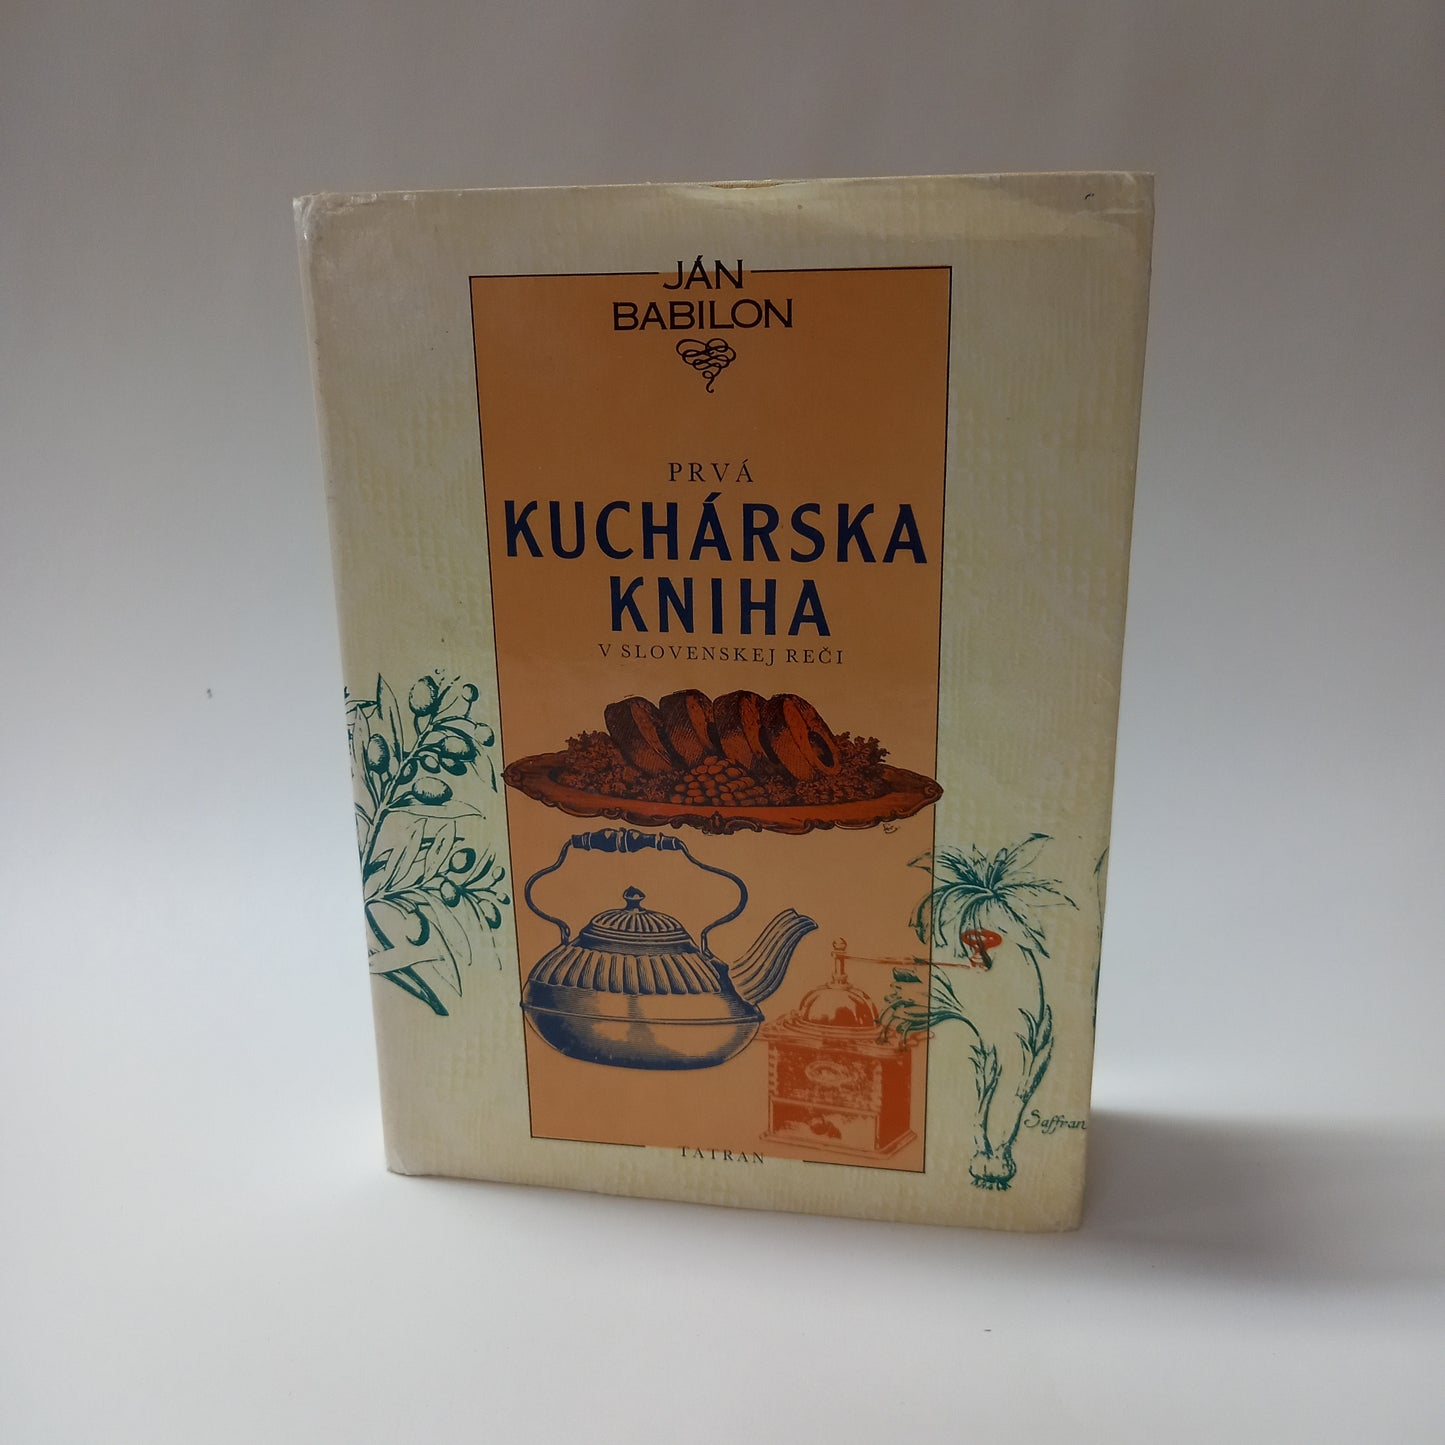 JÁN
BABILON
PRVÁ
KUCHÁRSKA
KNIHA
V SLOVENSKEJ REČI
Saffran
TATRAN